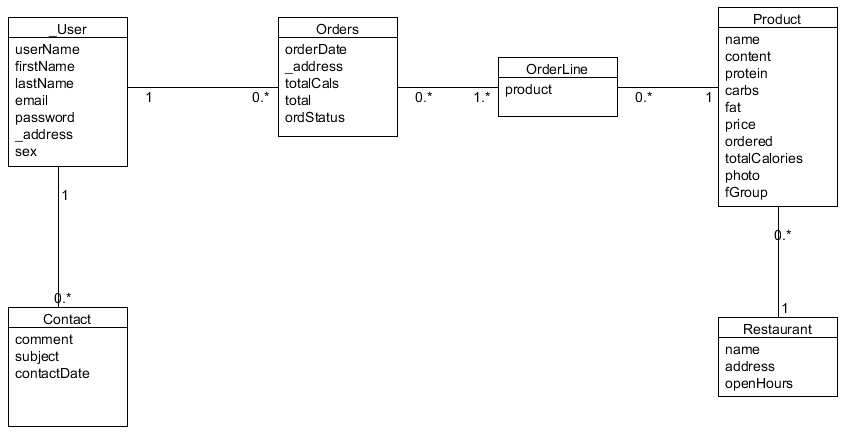 _User
userName
firstName
lastName
email
password
_address
sex
1
0.*
Orders
orderDate
_address
totalCals
total
ordStatus
0.*
1.*
OrderLine
product
0.*
1
Product
name
content
protein
carbs
fat
price
ordered
totalCalories
photo
fGroup
1
0.*
Contact
comment
subject
contactDate
0.*
1
Restaurant
name
address
openHours